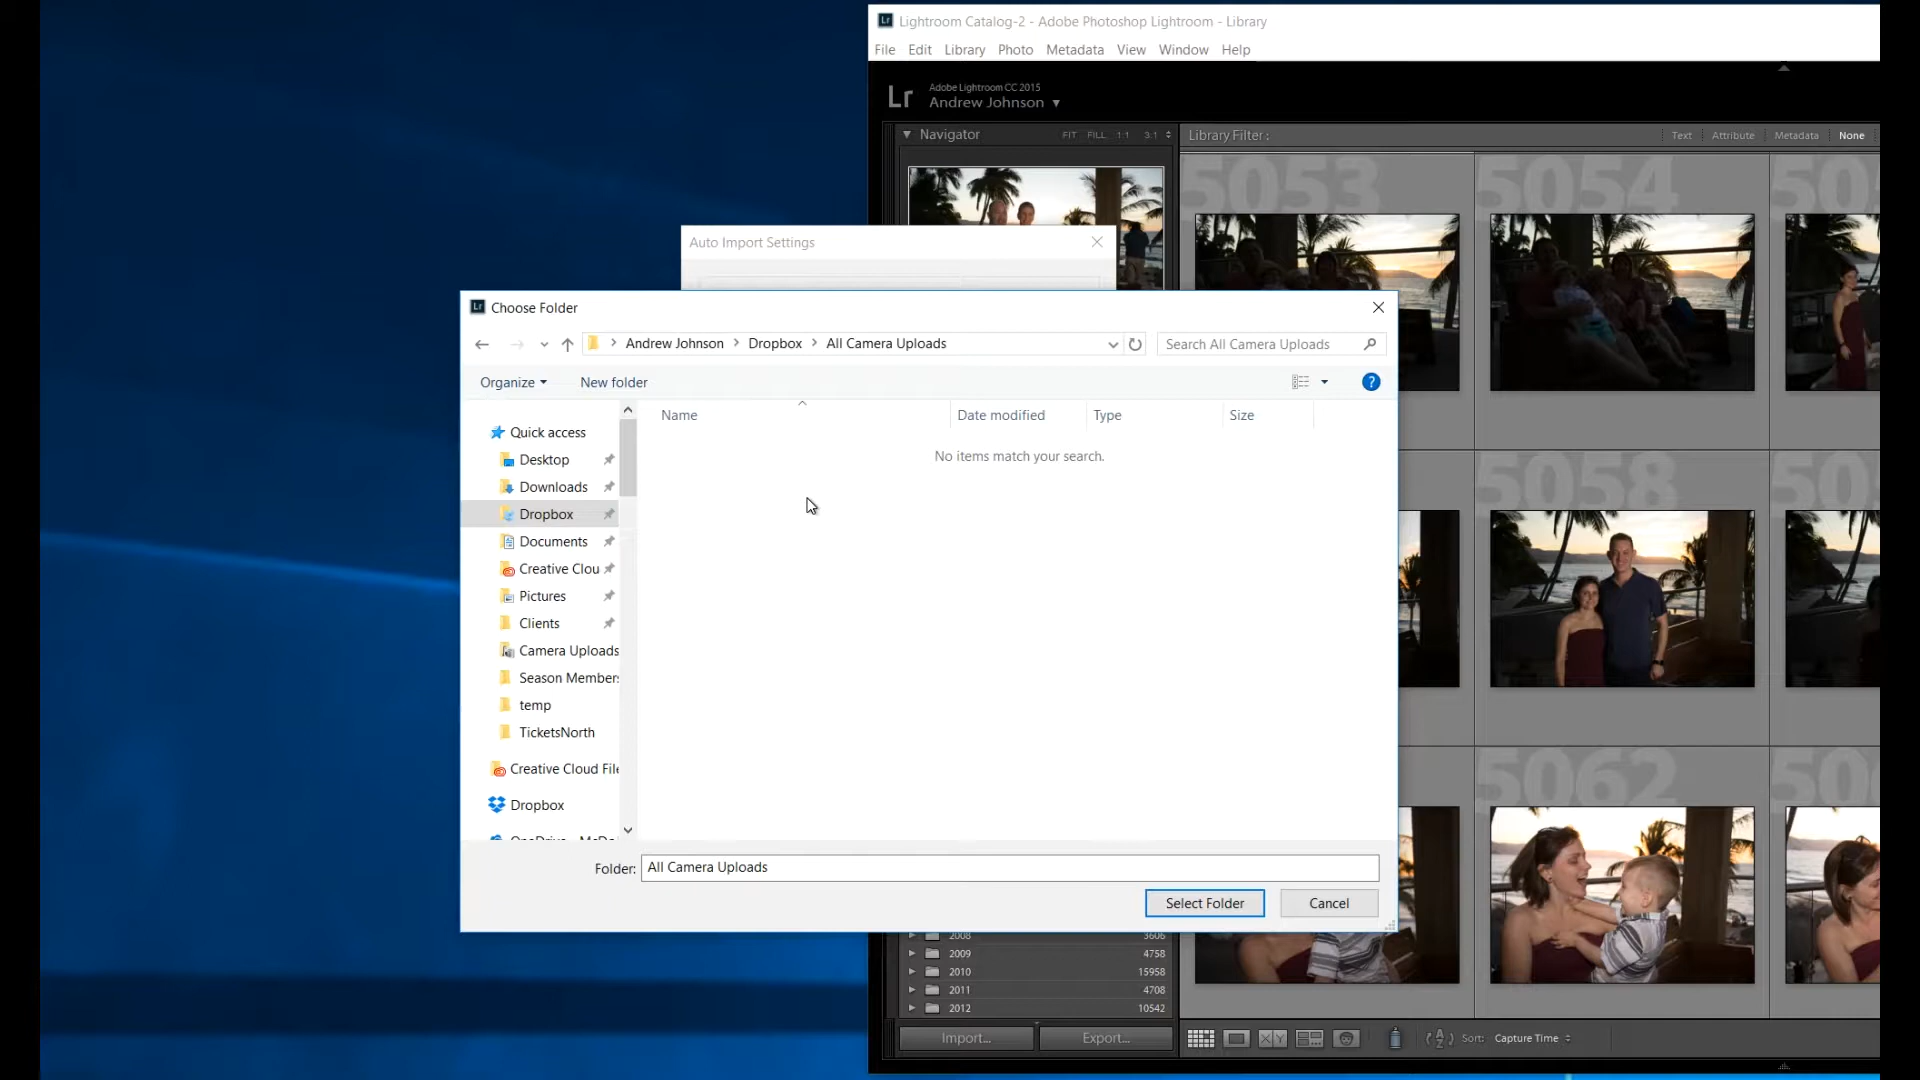 Lightroom Catalog-2 - Adobe Photoshop Lightroom - Library
File Edit Library Photo Metadata View Window Help
Lr
Adobe Lightroom CC 2015
Andrew Johnson
Navigator
FIT FILL 1:1 3:1
Library Filter:
Text Attribute Metadata None
5053
5054
Auto Import Settings
Choose Folder
Andrew Johnson > Dropbox > All Camera Uploads
Search All Camera Uploads
Organize
New folder
?
Name
Date modified
Type
Size
No items match your search.
Quick access
Desktop
Downloads
Dropbox
Documents
Creative Clou
Pictures
Clients
Camera Uploads
Season Member
temp
TicketsNorth
Creative Cloud File
Dropbox
5058
5062
Folder: All Camera Uploads
Select Folder
Cancel
2008 3606
2009 4758
2010 15958
2011 4708
2012 10542
Import...
Export...
Sort: Capture Time